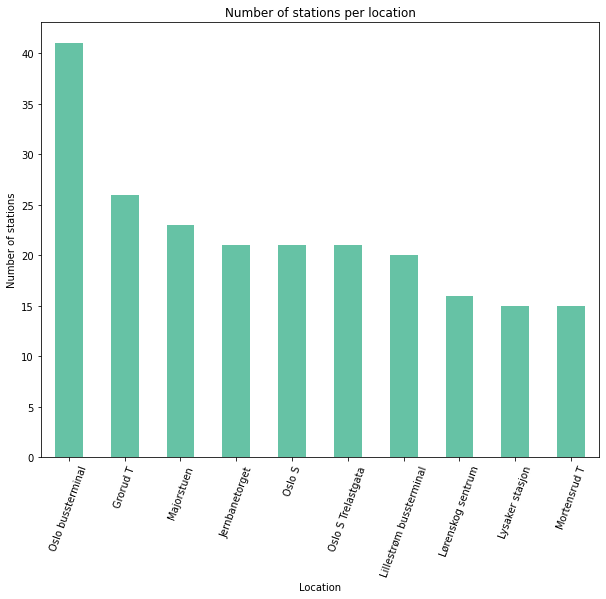 Number of stations per location
Number of stations
40
35
30
25
20
15
10
5
0
Oslo bussterminal
Grorud T
Majorstuen
Jernbanetorget
Oslo S
Oslo S Trelastgata
Lillestrøm bussterminal
Lørenskog sentrum
Lysaker stasjon
Mortensrud T
Location